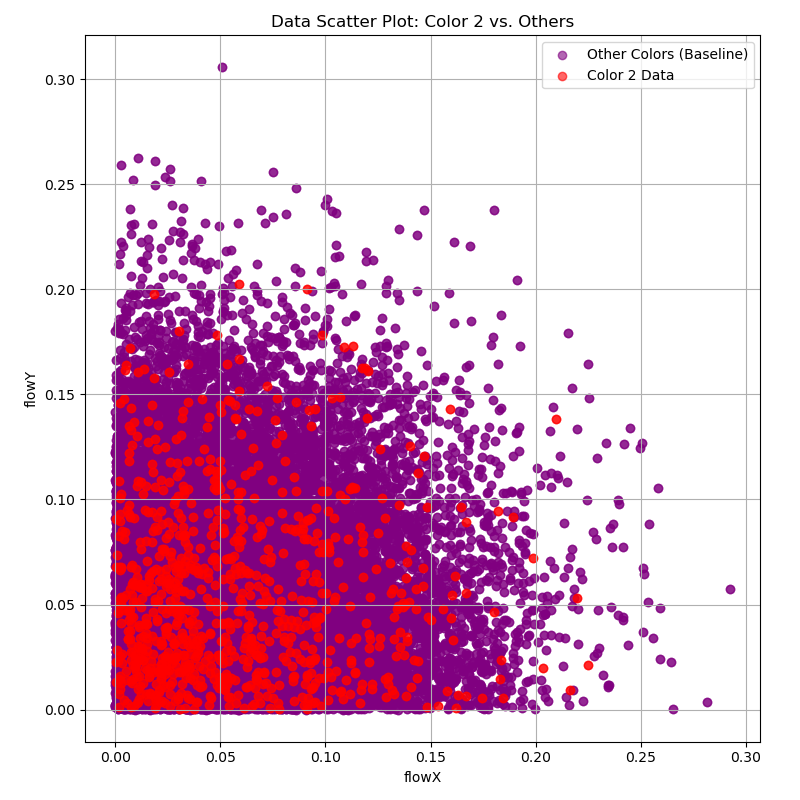 Data Scatter Plot: Color 2 vs. Others
Other Colors (Baseline)
Color 2 Data
flowY
0.30
0.25
0.20
0.15
0.10
0.05
0.00
0.00 0.05 0.10 0.15 0.20 0.25 0.30
flowX